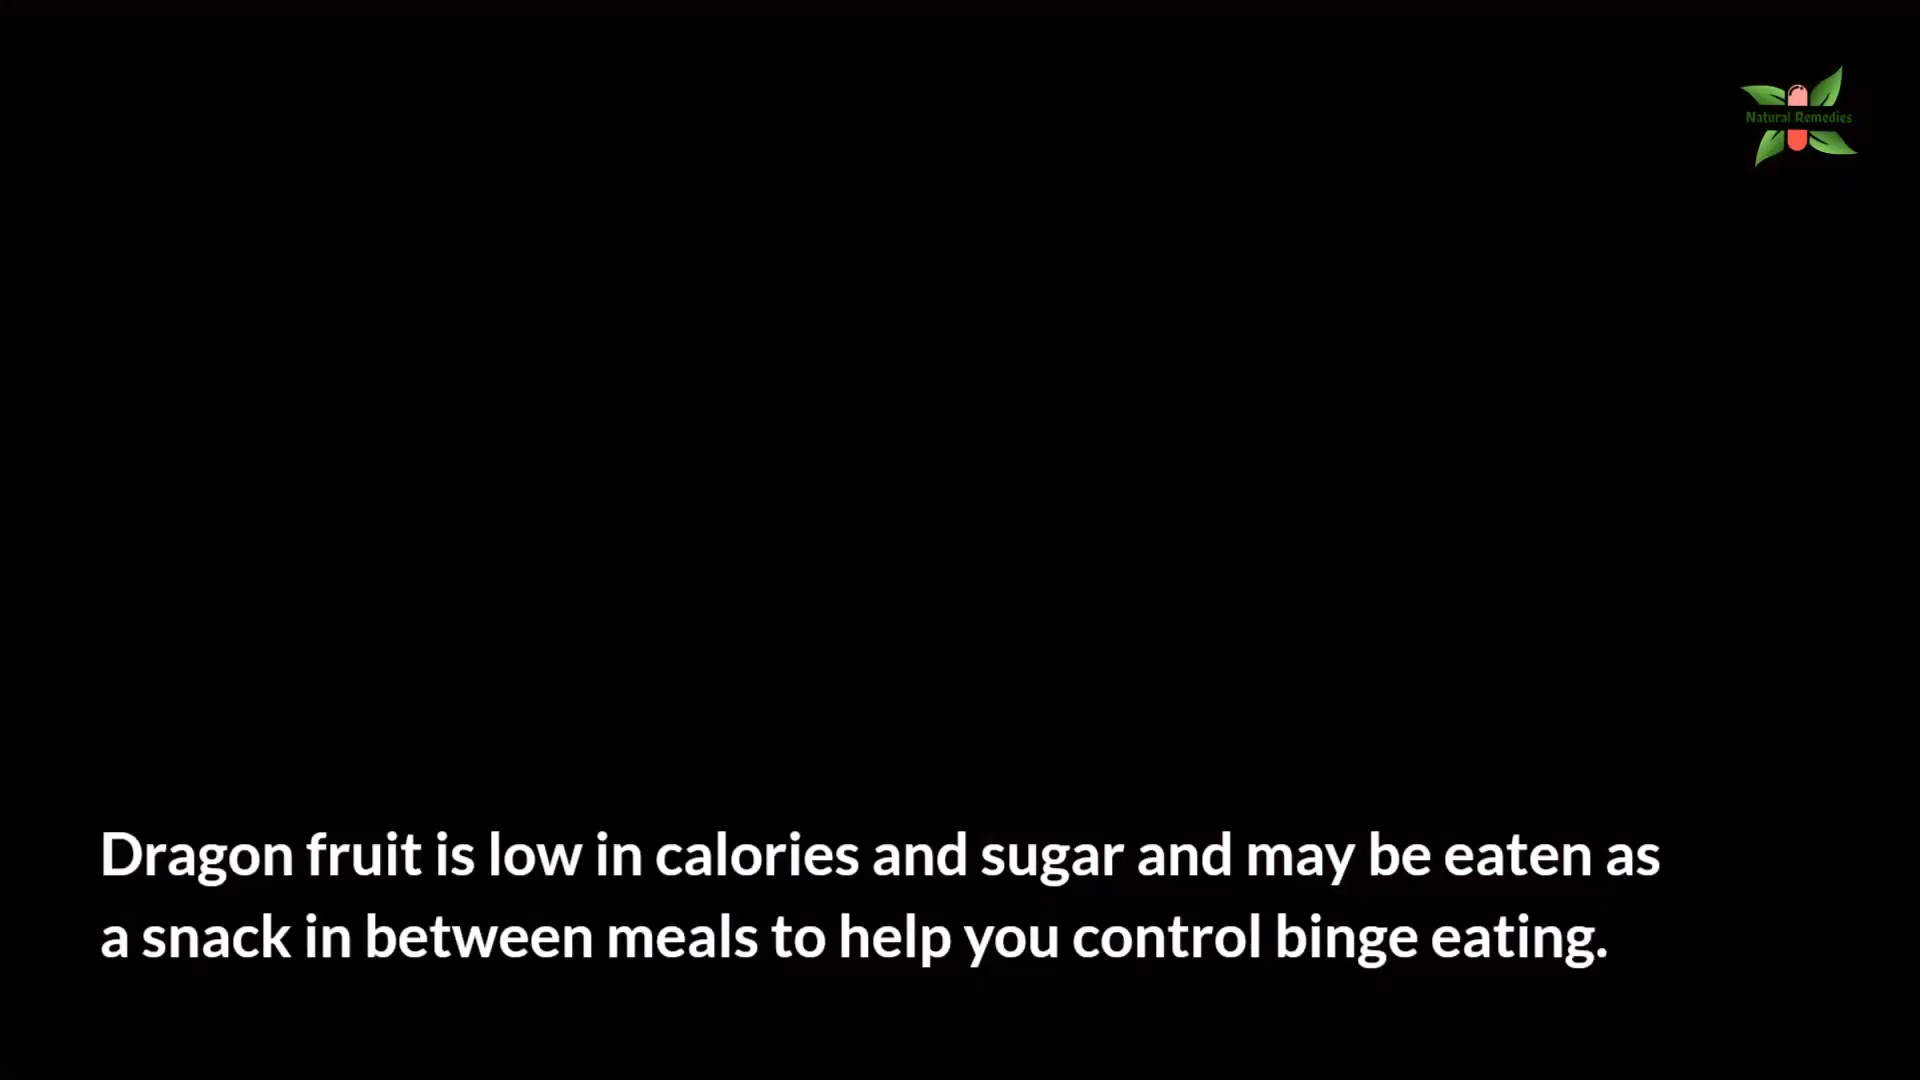 Natural Remedies
Dragon fruit is low in calories and sugar and may be eaten as
a snack in between meals to help you control binge eating.